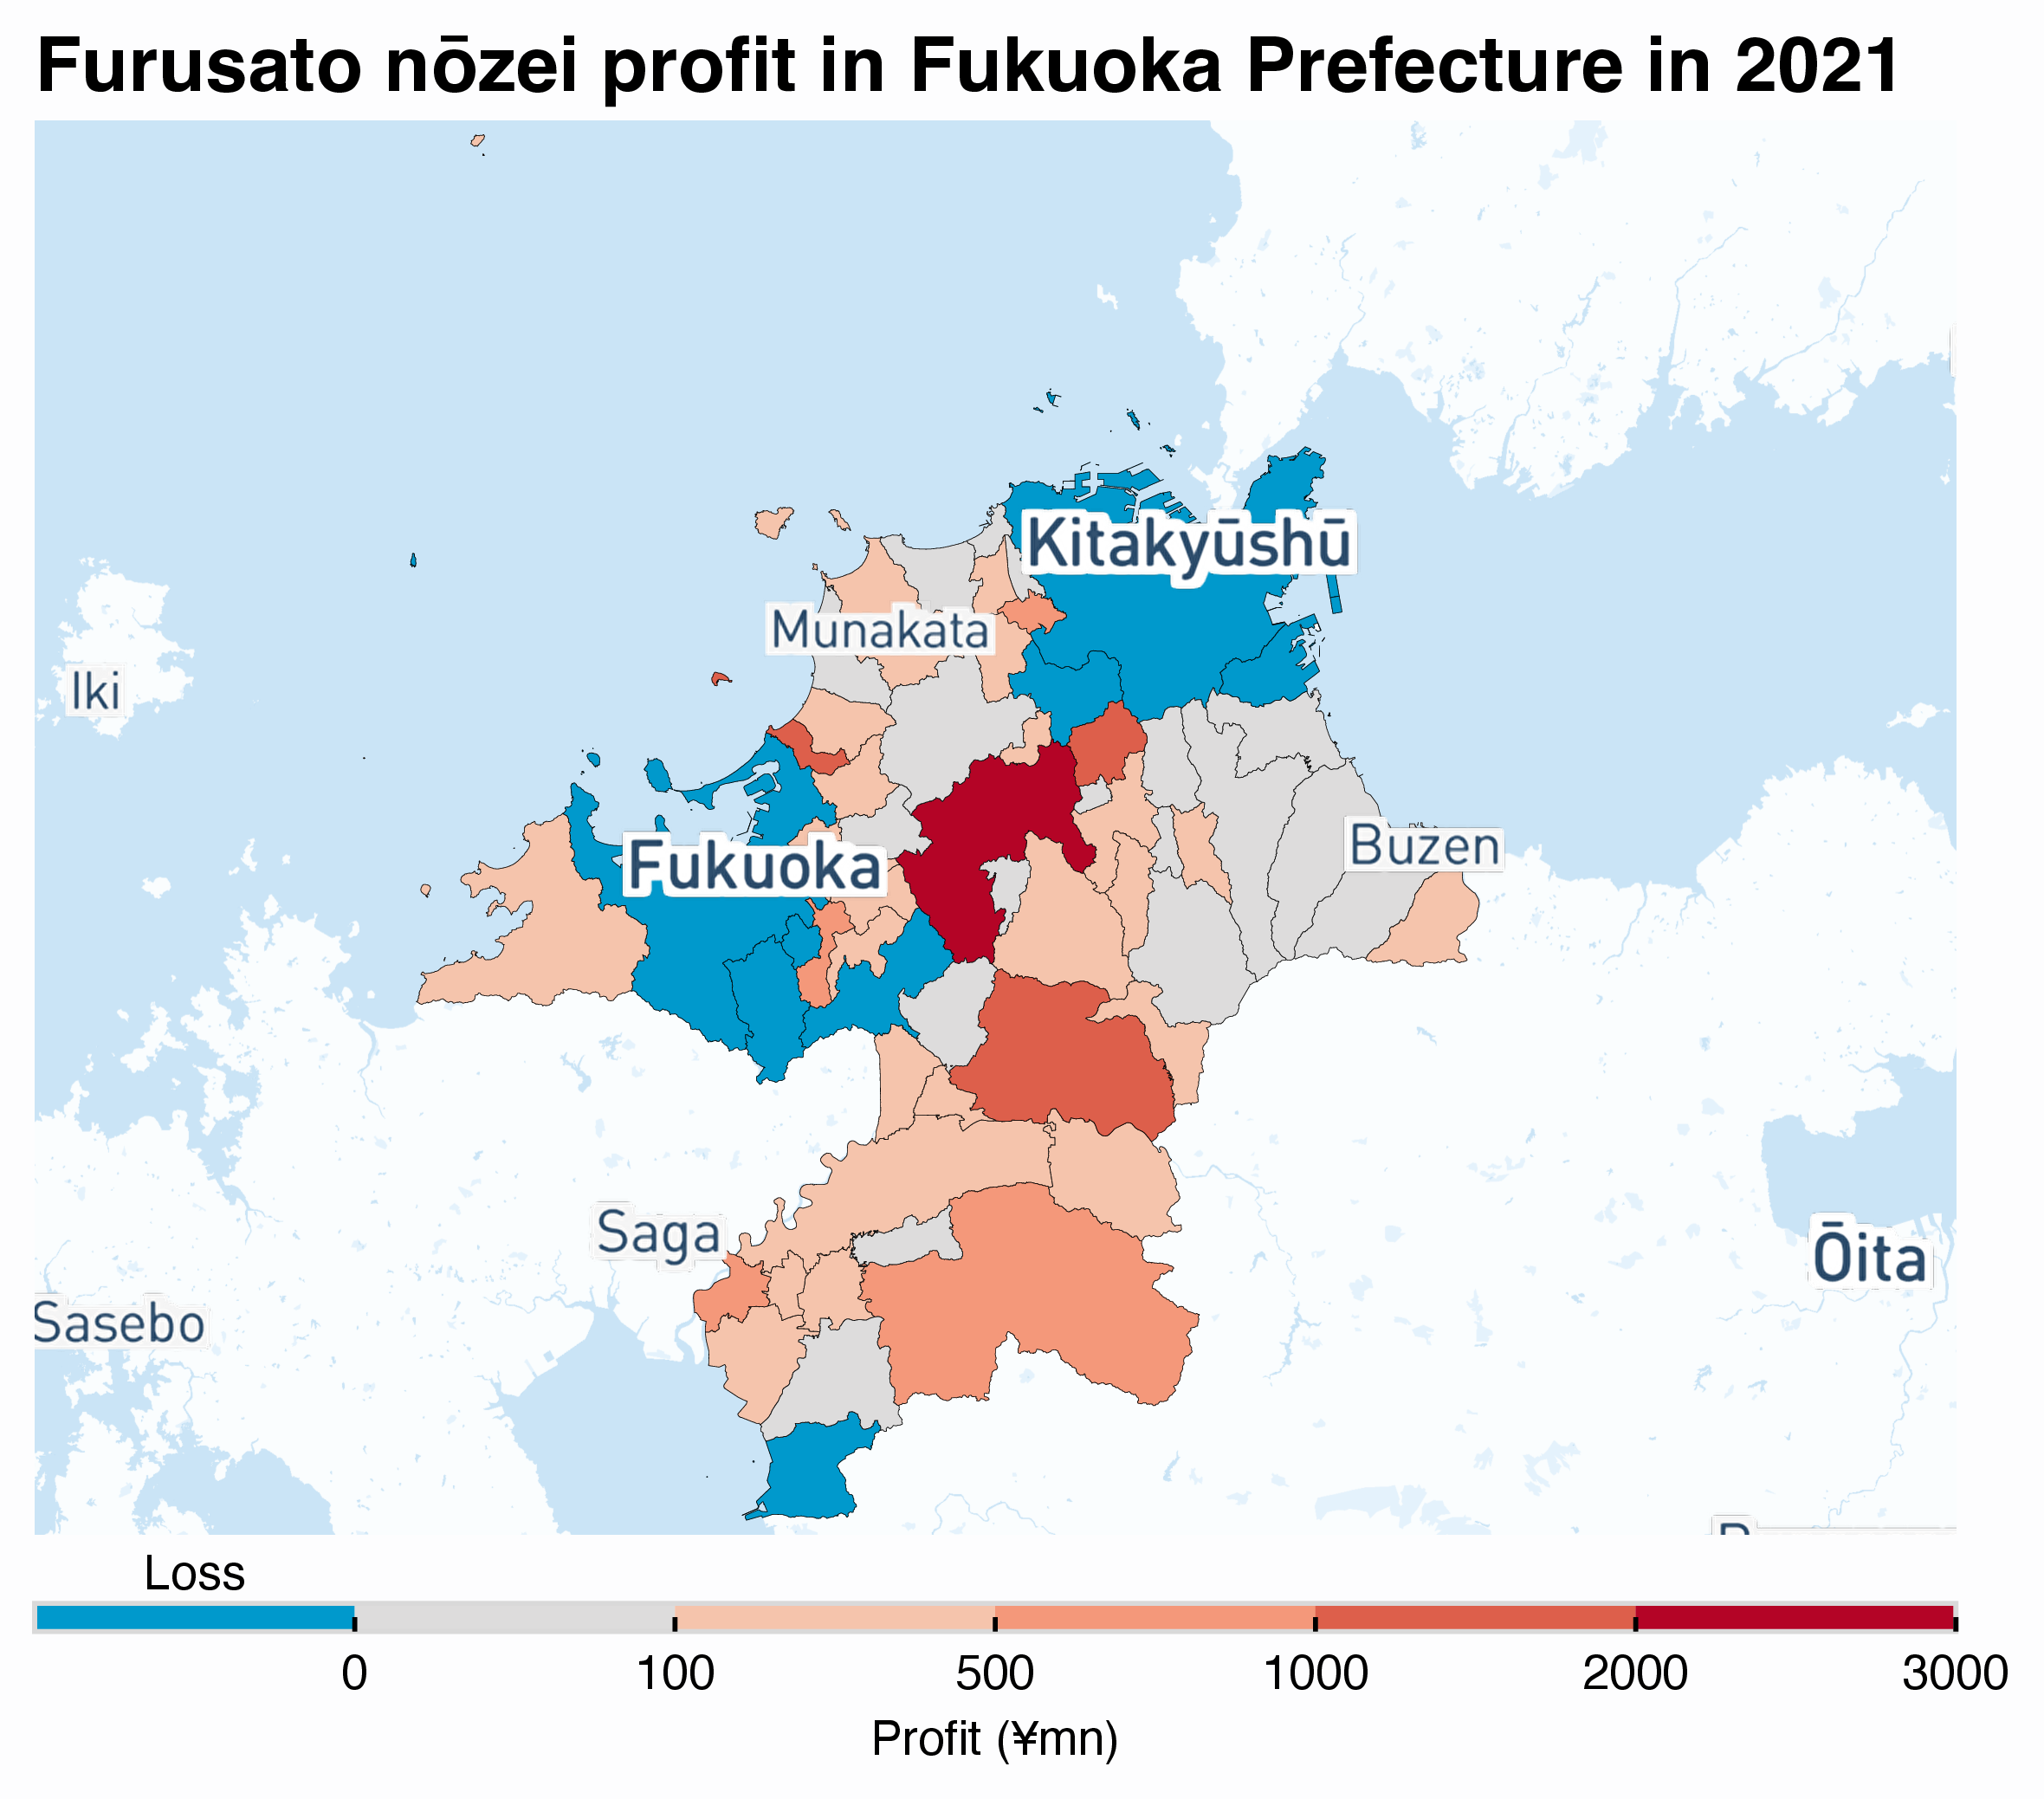 Furusato nōzei profit in Fukuoka Prefecture in 2021
Kitakyūshū
Munakata
Iki
Buzen
Fukuoka
Saga
Ōita
Sasebo
Loss
0 100 500 1000 2000 3000
Profit (¥mn)